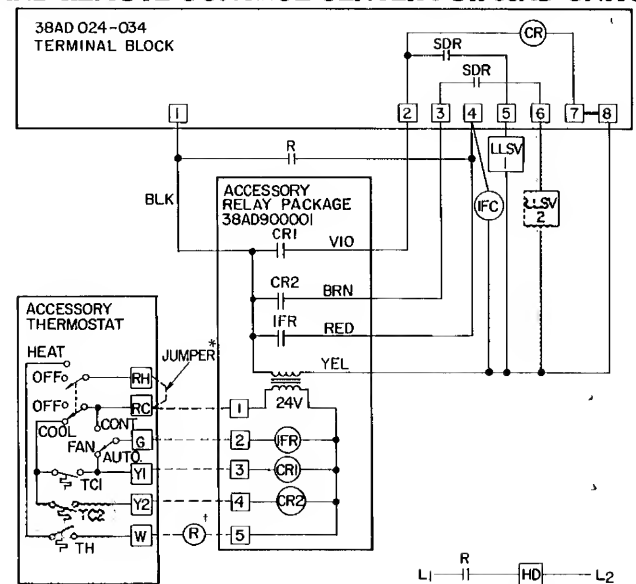 38AD 024-034
TERMINAL BLOCK
CR
SDR
SDR
1
2
3
4
5
6
7
8
R
LLSV
1
BLK
ACCESSORY
RELAY PACKAGE
38AD900001
IFC
LLSV
2
CR1
VIO
CR2
BRN
IFR
RED
YEL
24V
ACCESSORY
THERMOSTAT
HEAT
JUMPER*
OFF
RH
OFF
RC
1
COOL
CONT
FAN
G
2
IFR
AUTO.
TC1
Y1
3
CR1
TC2
Y2
4
CR2
TH
W
R†
5
L1
R
HD
L2